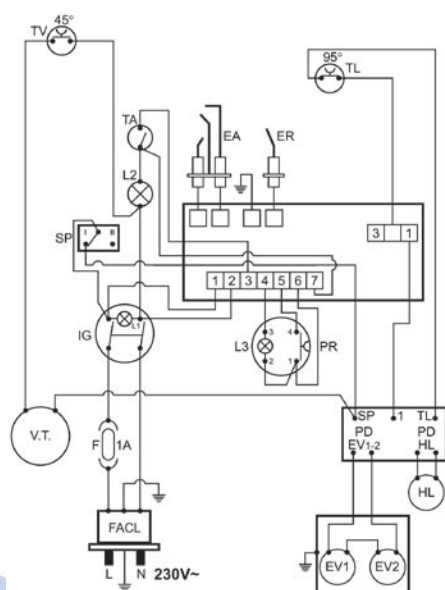 45°
TV
95°
TL
TA
EA
ER
L2
SP
I
II
3
1
1
2
3
4
5
6
7
L1
IG
L3
3
4
2
1
PR
V.T.
F
1A
SP
1
TL
PD
PD
EV1-2
HL
HL
FACL
L
N
230V~
EV1
EV2